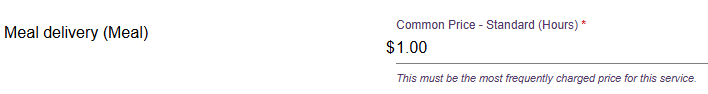 Common Price - Standard (Hours) *
Meal delivery (Meal)
$1.00
This must be the most frequently charged price for this service.